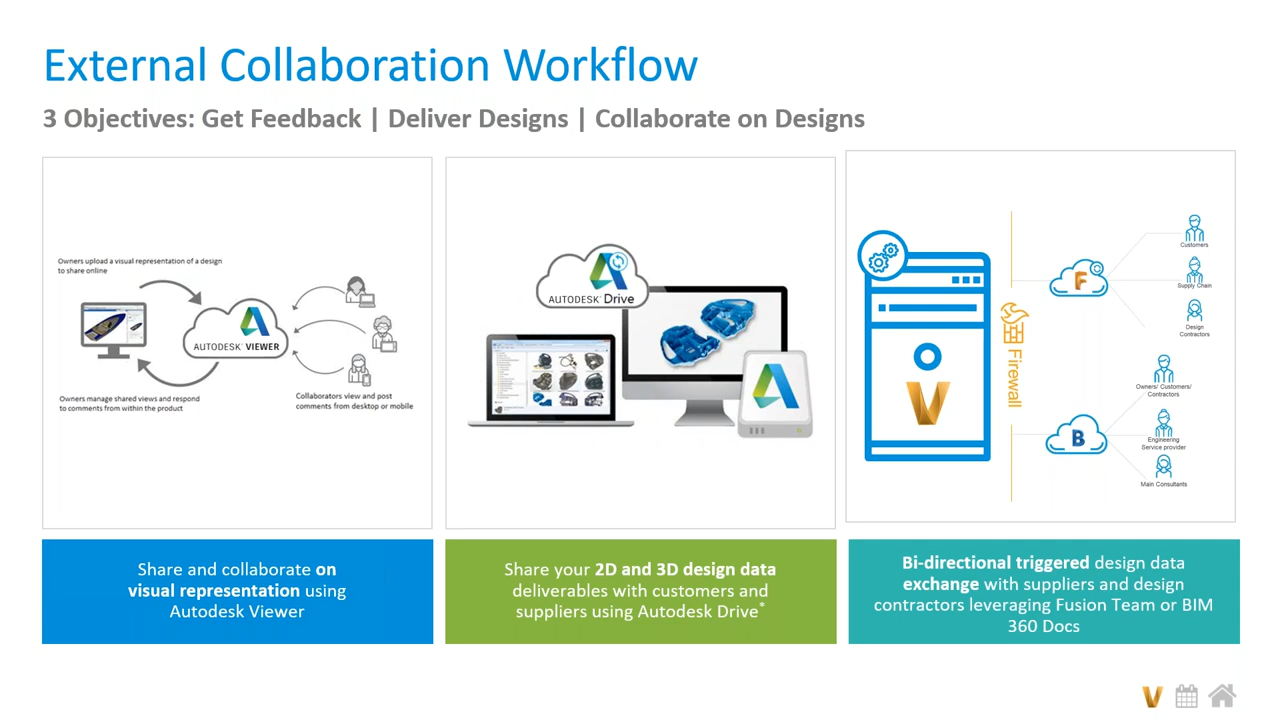 External Collaboration Workflow
3 Objectives: Get Feedback | Deliver Designs | Collaborate on Designs
Owners upload a visual representation of a design
to share online
AUTODESK VIEWER
Owners manage shared views and respond
to comments from within the product
Collaborators view and post
comments from desktop or mobile
Share and collaborate on
visual representation using
Autodesk Viewer
AUTODESK Drive
Share your 2D and 3D design data
deliverables with customers and
suppliers using Autodesk Drive*
V
Firewall
F
Customers
Supply Chain
Design
Contractors
B
Owners/ Customers/
Contractors
Engineering
Service provider
Main Consultants
Bi-directional triggered design data
exchange with suppliers and design
contractors leveraging Fusion Team or BIM
360 Docs
V